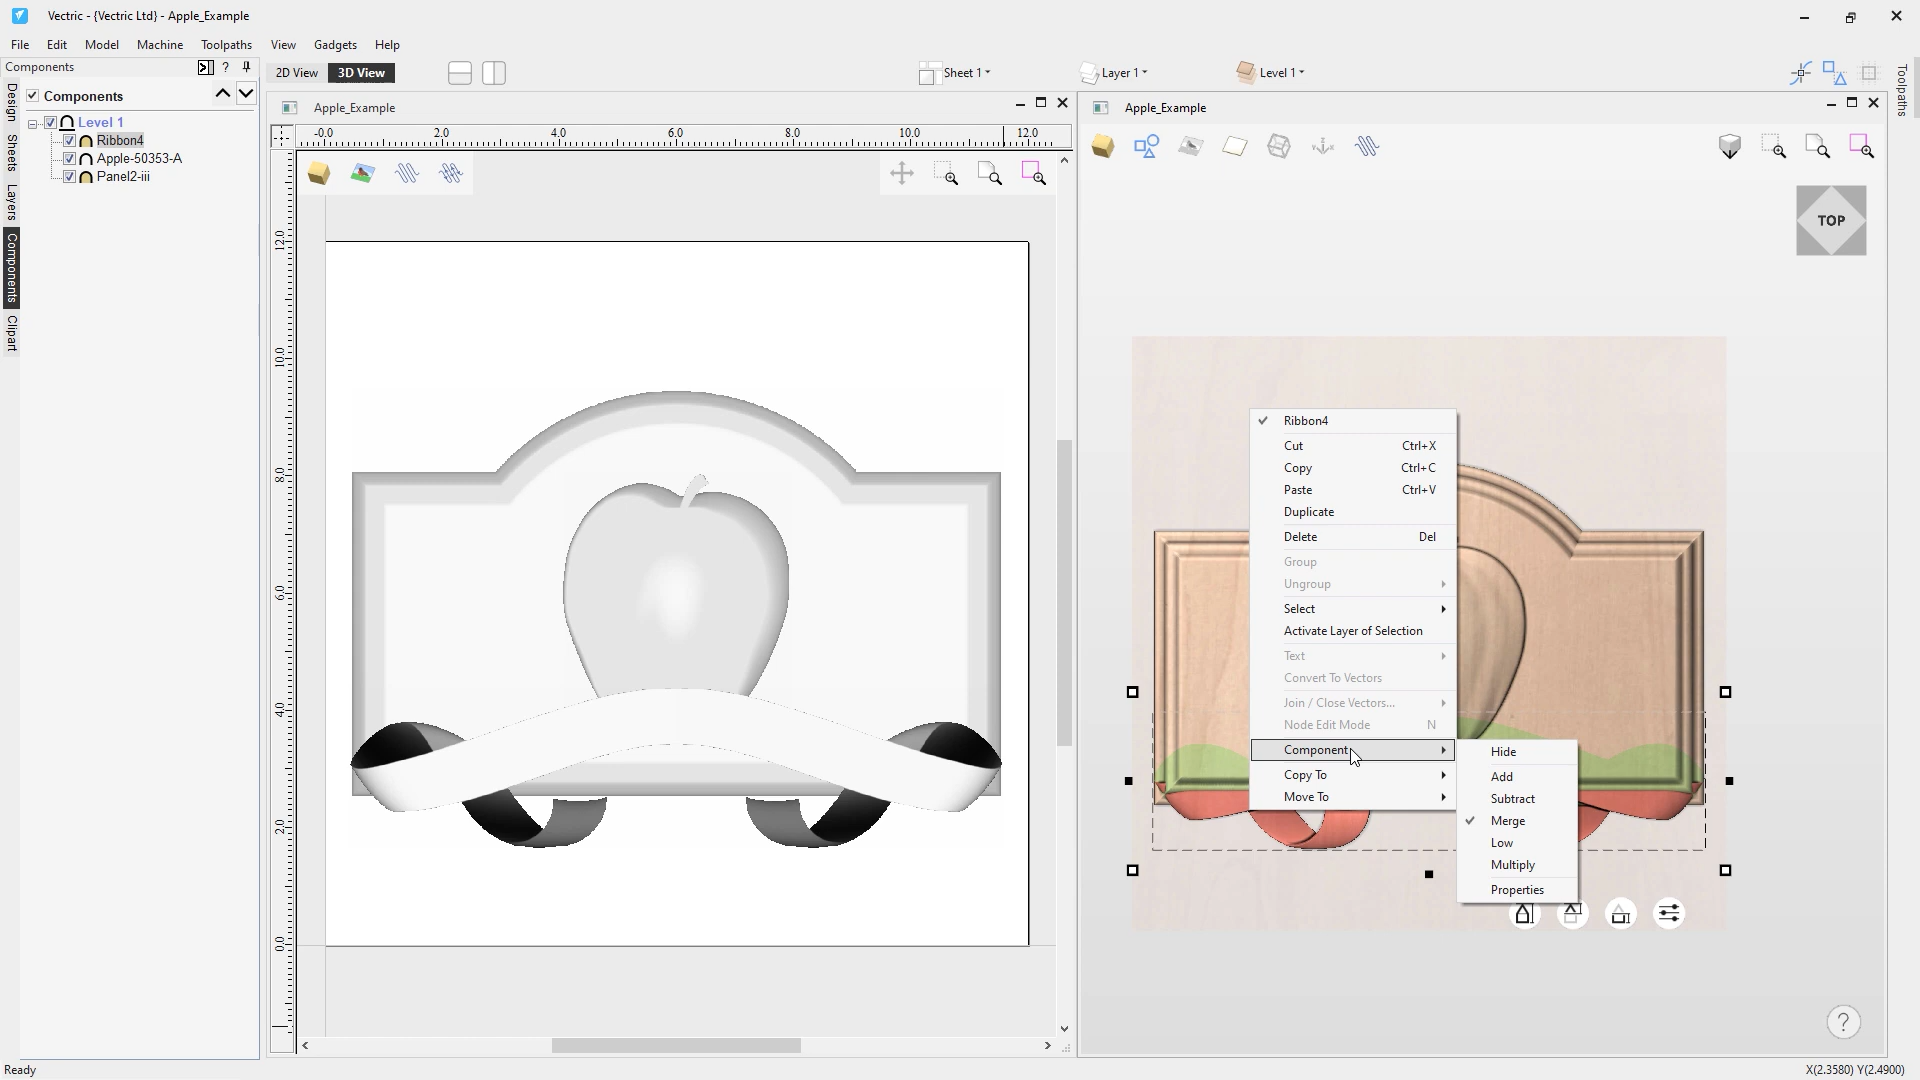 Vectric - {Vectric Ltd} - Apple_Example
File Edit Model Machine Toolpaths View Gadgets Help
Components ?
2D View 3D View
Sheet 1
Layer 1
Level 1
Toolpaths
Design
Sheets
Layers
Components
Clipart
Components
Level 1
Ribbon4
Apple-50353-A
Panel2-iii
Apple_Example
-0.0 2.0 4.0 6.0 8.0 10.0 12.0
12.0
10.0
8.0
6.0
4.0
2.0
0.0
Apple_Example
TOP
Ribbon4
Cut Ctrl+X
Copy Ctrl+C
Paste Ctrl+V
Duplicate
Delete Del
Group
Ungroup
Select
Activate Layer of Selection
Text
Convert To Vectors
Join / Close Vectors...
Node Edit Mode N
Component
Copy To
Move To
Hide
Add
Subtract
Merge
Low
Multiply
Properties
?
Ready
X(2.3580) Y(2.4900)